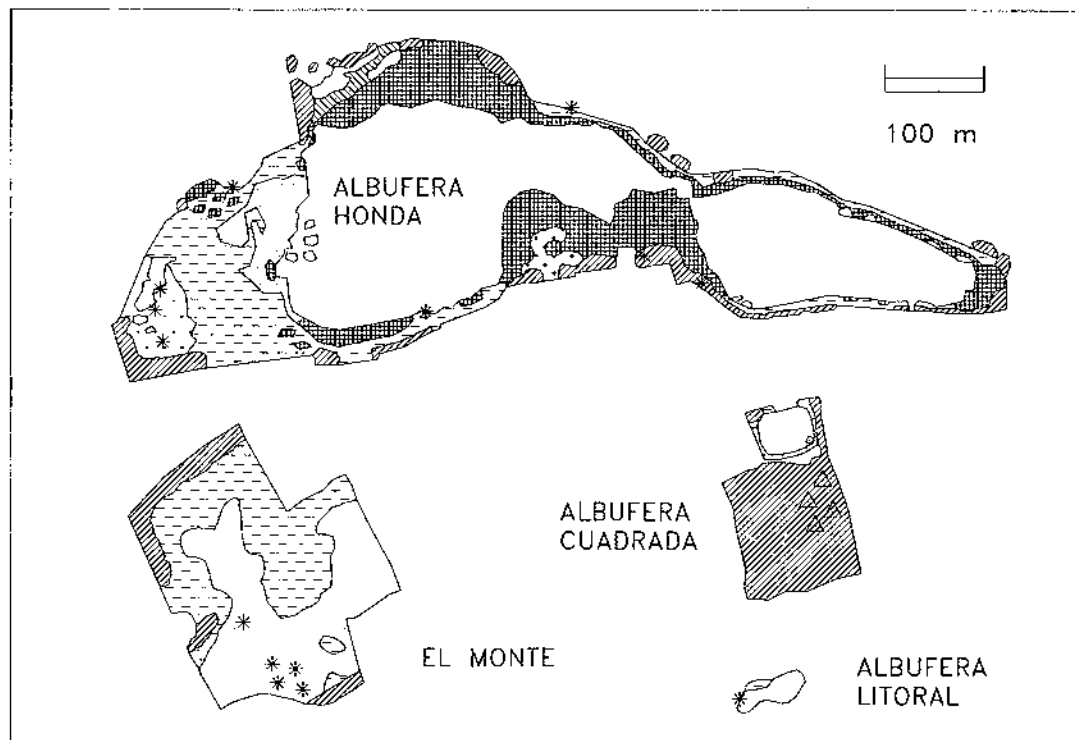 100 m
ALBUFERA
HONDA
ALBUFERA
CUADRADA
EL MONTE
ALBUFERA
LITORAL